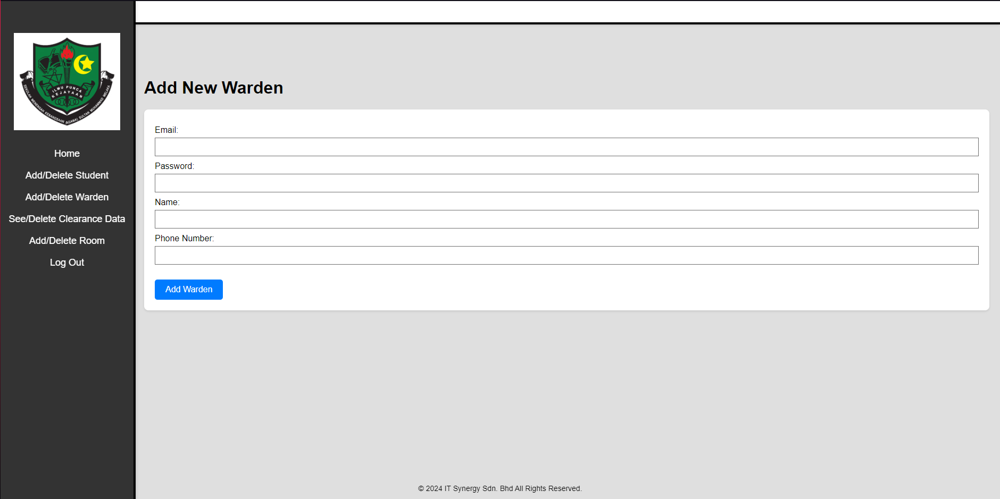 ILMU PUNCA
KEJAYAAN
SEKOLAH MENENGAH KEBANGSAAN (AGAMA) SULTAN MUHAMMAD MELAKA
Home
Add/Delete Student
Add/Delete Warden
See/Delete Clearance Data
Add/Delete Room
Log Out
Add New Warden
Email:
Password:
Name:
Phone Number:
Add Warden
© 2024 IT Synergy Sdn. Bhd All Rights Reserved.